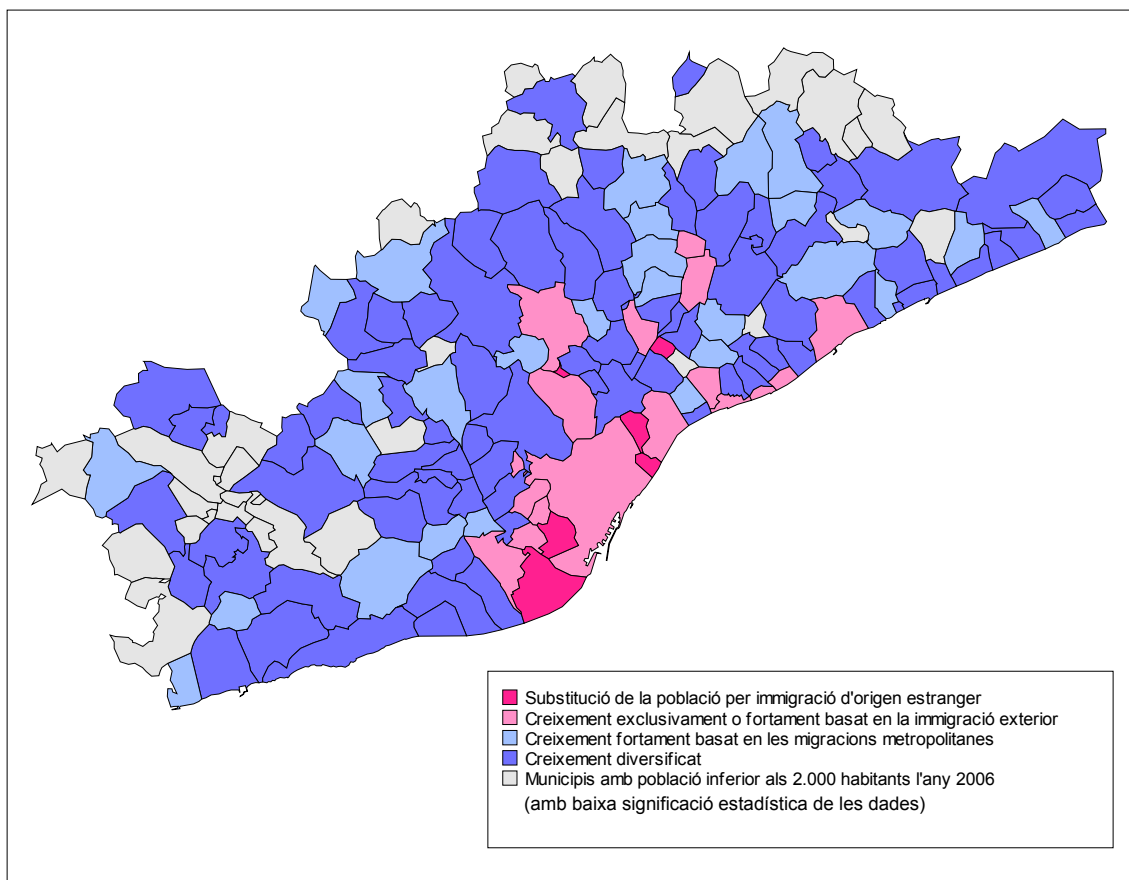 Substitució de la població per immigració d'origen estranger
Creixement exclusivament o fortament basat en la immigració exterior
Creixement fortament basat en les migracions metropolitanes
Creixement diversificat
Municipis amb població inferior als 2.000 habitants l'any 2006
(amb baixa significació estadística de les dades)